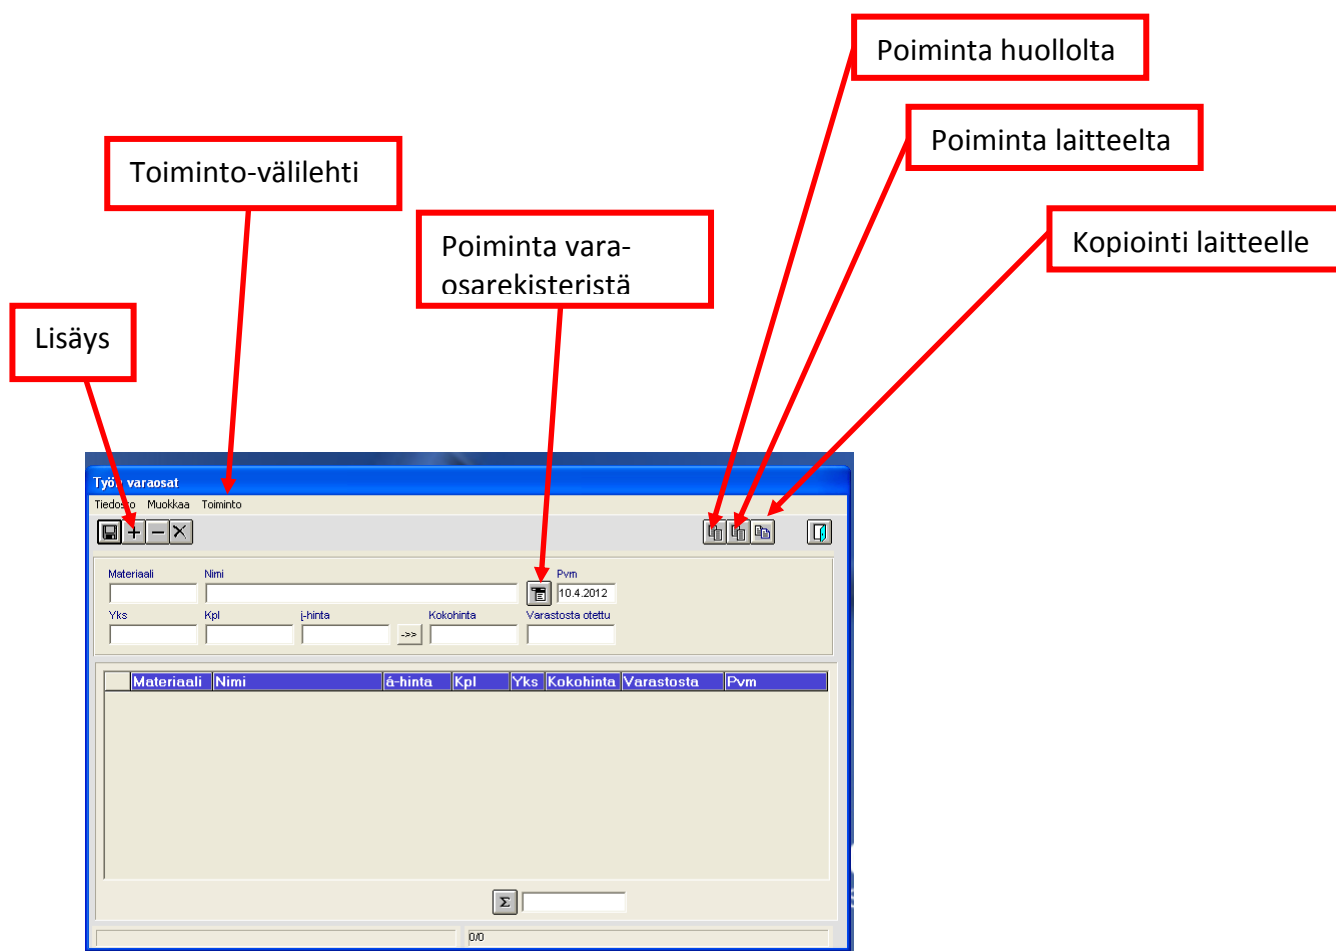 Poiminta huollolta
Poiminta laitteelta
Toiminto-välilehti
Kopiointi laitteelle
Poiminta vara-
osarekisteristä
Lisäys
Työn varaosat
Tiedosto Muokkaa Toiminto
Materiaali Nimi Pvm
10.4.2012
Yks Kpl į-hinta Kokohinta Varastosta otettu
->>
Materiaali Nimi á-hinta Kpl Yks Kokohinta Varastosta Pvm
Σ
0/0